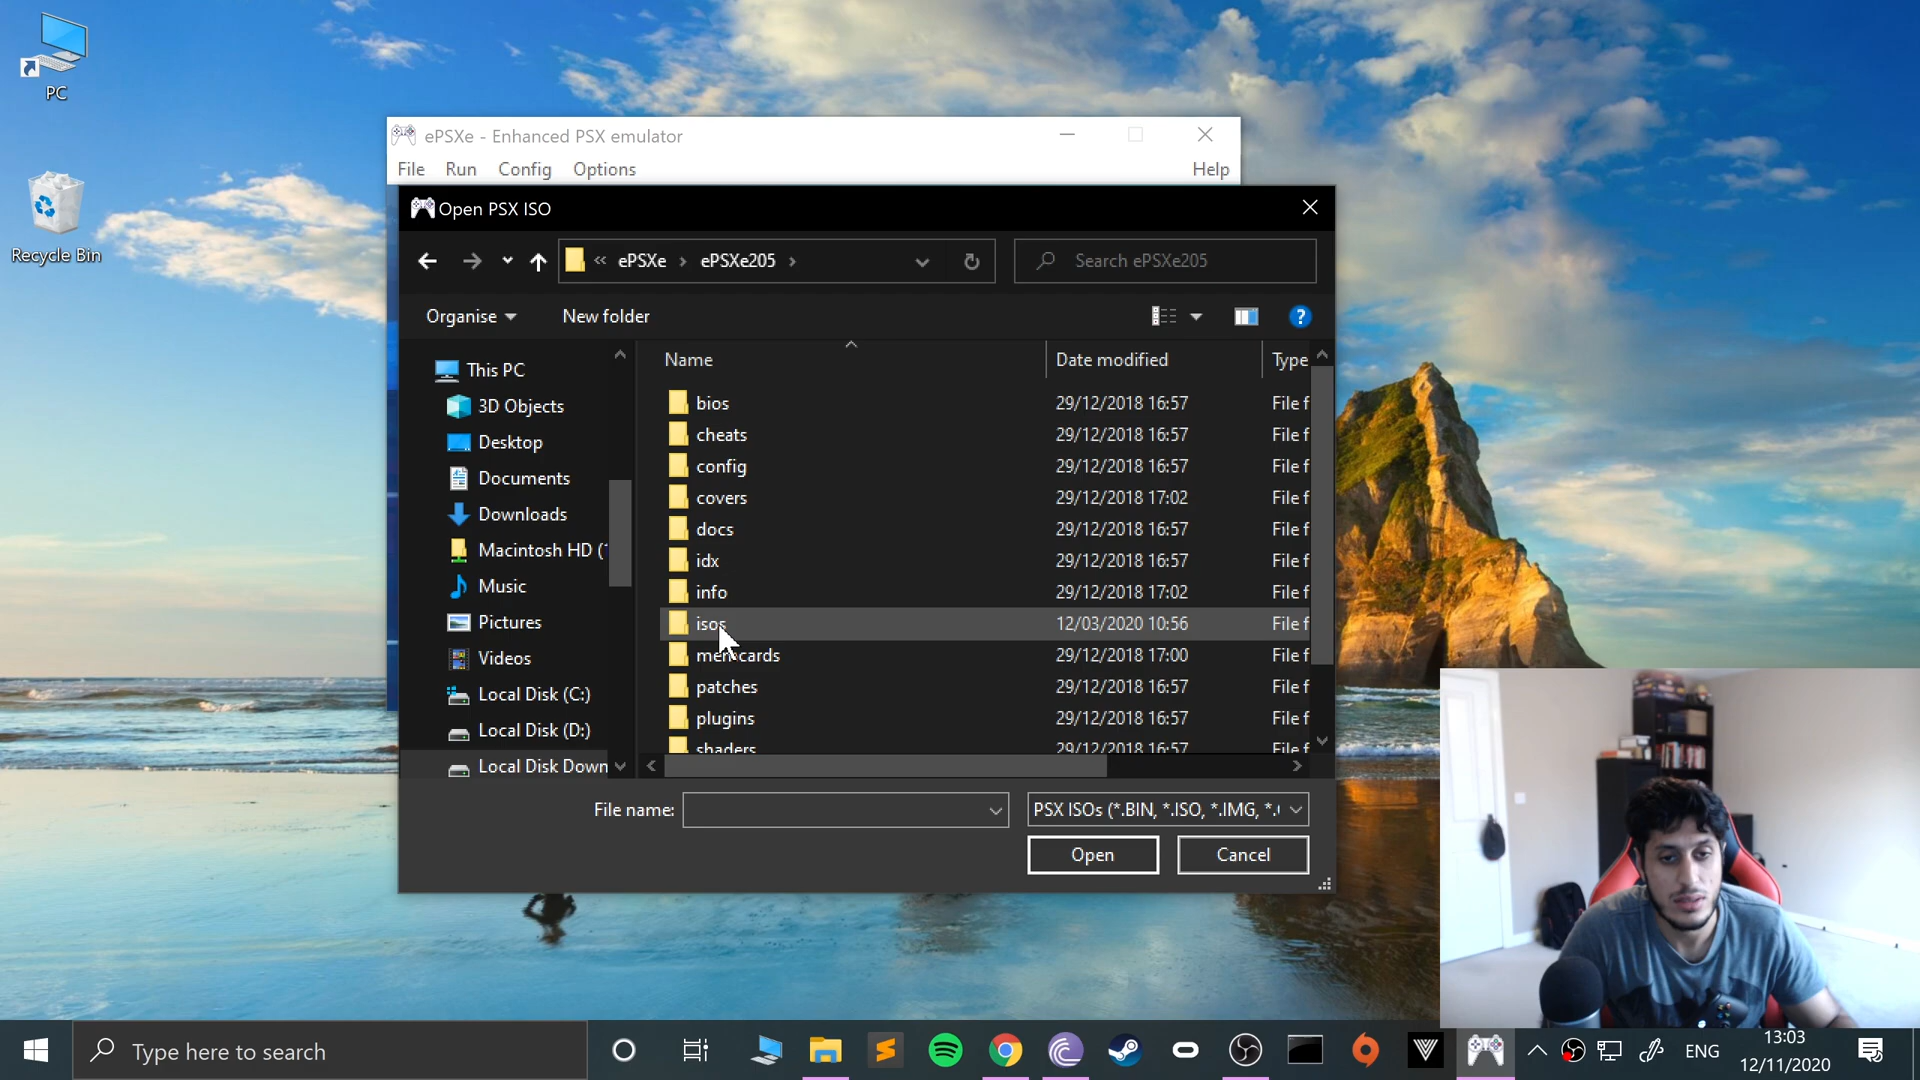 PC
Recycle Bin
ePSXe - Enhanced PSX emulator
File Run Config Options Help
Open PSX ISO
« ePSXe > ePSXe205 >
Search ePSXe205
Organise
New folder
This PC
3D Objects
Desktop
Documents
Downloads
Macintosh HD (
Music
Pictures
Videos
Local Disk (C:)
Local Disk (D:)
Local Disk Down
Name Date modified Type
bios 29/12/2018 16:57 File f
cheats 29/12/2018 16:57 File f
config 29/12/2018 16:57 File f
covers 29/12/2018 17:02 File f
docs 29/12/2018 16:57 File f
idx 29/12/2018 16:57 File f
info 29/12/2018 17:02 File f
isos 12/03/2020 10:56 File f
memcards 29/12/2018 17:00 File f
patches 29/12/2018 16:57 File f
plugins 29/12/2018 16:57 File f
shaders 29/12/2018 16:57 File f
File name:
PSX ISOs (*.BIN, *.ISO, *.IMG, *.
Open
Cancel
Type here to search
ENG
13:03
12/11/2020